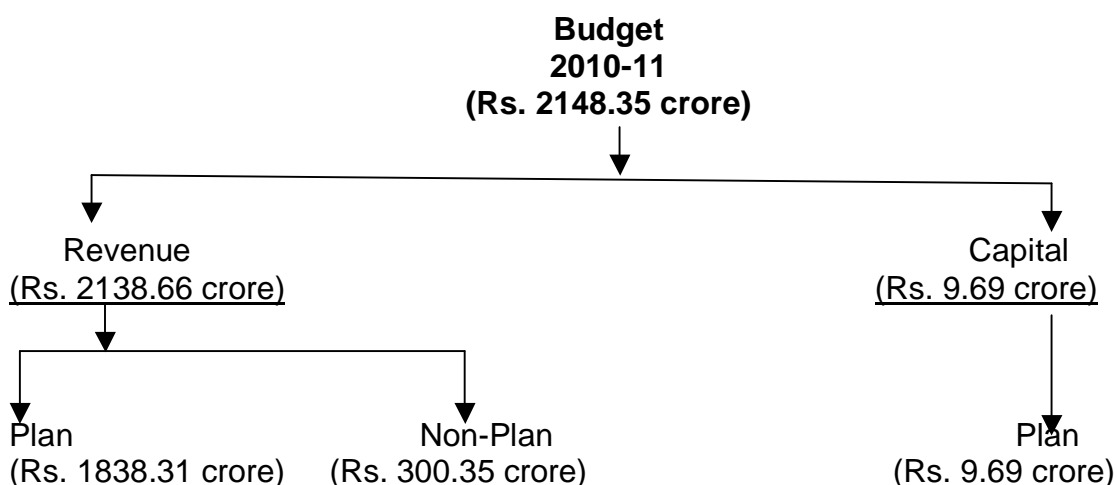 Budget
2010-11
(Rs. 2148.35 crore)
Revenue
(Rs. 2138.66 crore)
Capital
(Rs. 9.69 crore)
Plan
(Rs. 1838.31 crore)
Non-Plan
(Rs. 300.35 crore)
Plan
(Rs. 9.69 crore)